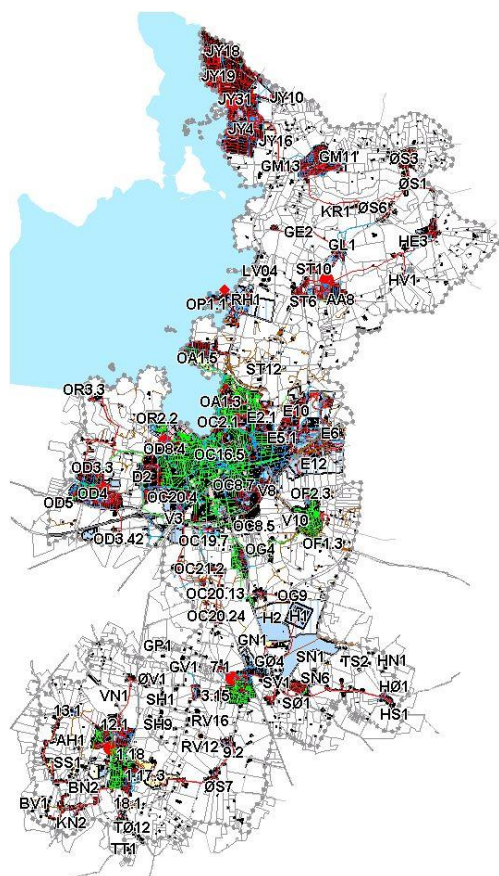 JY18
JY19
JY31
JY10
JY4
JY16
GM13
GM11
ØS3
ØS1
KR1
ØS6
GE2
HE3
GL1
LV04
ST10
HV1
OP1.1
RH1
ST6
AA8
OA1.5
ST12
OR3.3
OA1.3
OR2.2
OC2.1
E2.1
E10
OD8.4
E5.1
E6
OC16.5
OD3.3
D2
E12
OD4
OC8.7
V8
OD5
OC20.4
OF2.3
V3
OC8.5
V10
OD3.42
OC19.7
OG4
OF1.3
OC21.2
OC20.13
OG9
OC20.24
H2
H1
GP1
GN1
GV1
7.1
GØ4
SN1
TS2
HN1
ØV1
SV1
SN6
VN1
SH1
3.15
HØ1
SØ1
13.1
SH9
RV16
HS1
12.1
AH1
RV12
9.2
1.18
SS1
1.17.3
BN2
ØS7
BV1
18.1
KN2
TØ12
TT1